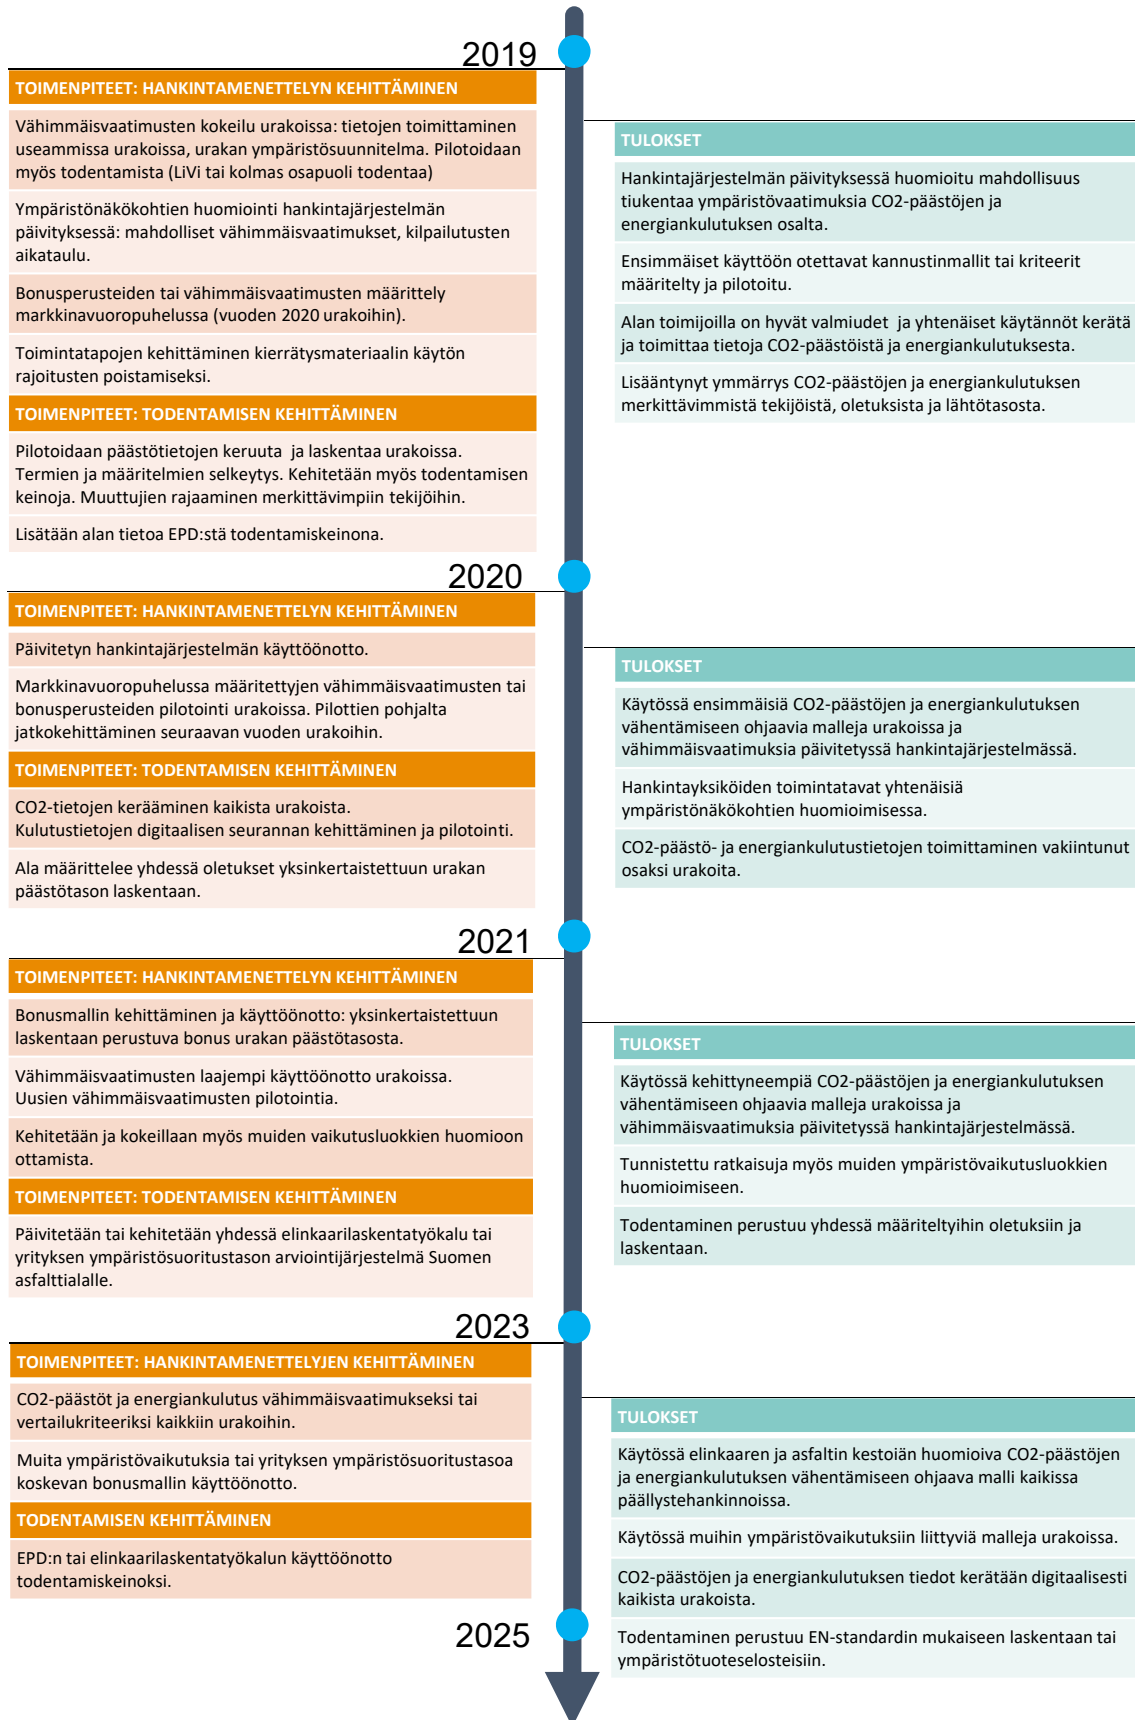 2019
TOIMENPITEET: HANKINTAMENETTELYN KEHITTÄMINEN
Vähimmäisvaatimusten kokeilu urakoissa: tietojen toimittaminen
useammissa urakoissa, urakan ympäristösuunnitelma. Pilotoidaan
myös todentamista (LiVi tai kolmas osapuoli todentaa)
Ympäristönäkökohtien huomiointi hankintajärjestelmän
päivityksessä: mahdolliset vähimmäisvaatimukset, kilpailutusten
aikataulu.
Bonusperusteiden tai vähimmäisvaatimusten määrittely
markkinavuoropuhelussa (vuoden 2020 urakoihin).
Toimintatapojen kehittäminen kierrätysmateriaalin käytön
rajoitusten poistamiseksi.
TOIMENPITEET: TODENTAMISEN KEHITTÄMINEN
Pilotoidaan päästötietojen keruuta ja laskentaa urakoissa.
Termien ja määritelmien selkeytys. Kehitetään myös todentamisen
keinoja. Muuttujien rajaaminen merkittävimpiin tekijöihin.
Lisätään alan tietoa EPD:stä todentamiskeinona.
TULOKSET
Hankintajärjestelmän päivityksessä huomioitu mahdollisuus
tiukentaa ympäristövaatimuksia CO2-päästöjen ja
energiankulutuksen osalta.
Ensimmäiset käyttöön otettavat kannustinmallit tai kriteerit
määritelty ja pilotoitu.
Alan toimijoilla on hyvät valmiudet ja yhtenäiset käytännöt kerätä
ja toimittaa tietoja CO2-päästöistä ja energiankulutuksesta.
Lisääntynyt ymmärrys CO2-päästöjen ja energiankulutuksen
merkittävimmistä tekijöistä, oletuksista ja lähtötasosta.
2020
TOIMENPITEET: HANKINTAMENETTELYN KEHITTÄMINEN
Päivitetyn hankintajärjestelmän käyttöönotto.
Markkinavuoropuhelussa määritettyjen vähimmäisvaatimusten tai
bonusperusteiden pilotointi urakoissa. Pilottien pohjalta
jatkokehittäminen seuraavan vuoden urakoihin.
TOIMENPITEET: TODENTAMISEN KEHITTÄMINEN
CO2-tietojen kerääminen kaikista urakoista.
Kulutustietojen digitaalisen seurannan kehittäminen ja pilotointi.
Ala määrittelee yhdessä oletukset yksinkertaistettuun urakan
päästötason laskentaan.
TULOKSET
Käytössä ensimmäisiä CO2-päästöjen ja energiankulutuksen
vähentämiseen ohjaavia malleja urakoissa ja
vähimmäisvaatimuksia päivitetyssä hankintajärjestelmässä.
Hankintayksiköiden toimintatavat yhtenäisiä
ympäristönäkökohtien huomioimisessa.
CO2-päästö- ja energiankulutustietojen toimittaminen vakiintunut
osaksi urakoita.
2021
TOIMENPITEET: HANKINTAMENETTELYN KEHITTÄMINEN
Bonusmallin kehittäminen ja käyttöönotto: yksinkertaistettuun
laskentaan perustuva bonus urakan päästötasosta.
Vähimmäisvaatimusten laajempi käyttöönotto urakoissa.
Uusien vähimmäisvaatimusten pilotointia.
Kehitetään ja kokeillaan myös muiden vaikutusluokkien huomioon
ottamista.
TOIMENPITEET: TODENTAMISEN KEHITTÄMINEN
Päivitetään tai kehitetään yhdessä elinkaarilaskentatyökalu tai
yrityksen ympäristösuoritustason arviointijärjestelmä Suomen
asfalttialalle.
TULOKSET
Käytössä kehittyneempiä CO2-päästöjen ja energiankulutuksen
vähentämiseen ohjaavia malleja urakoissa ja
vähimmäisvaatimuksia päivitetyssä hankintajärjestelmässä.
Tunnistettu ratkaisuja myös muiden ympäristövaikutusluokkien
huomioimiseen.
Todentaminen perustuu yhdessä määriteltyihin oletuksiin ja
laskentaan.
2023
TOIMENPITEET: HANKINTAMENETTELYJEN KEHITTÄMINEN
CO2-päästöt ja energiankulutus vähimmäisvaatimukseksi tai
vertailukriteeriksi kaikkiin urakoihin.
Muita ympäristövaikutuksia tai yrityksen ympäristösuoritustasoa
koskevan bonusmallin käyttöönotto.
TODENTAMISEN KEHITTÄMINEN
EPD:n tai elinkaarilaskentatyökalun käyttöönotto
todentamiskeinoksi.
TULOKSET
Käytössä elinkaaren ja asfaltin kestoiän huomioiva CO2-päästöjen
ja energiankulutuksen vähentämiseen ohjaava malli kaikissa
päällystehankinnoissa.
Käytössä muihin ympäristövaikutuksiin liittyviä malleja urakoissa.
CO2-päästöjen ja energiankulutuksen tiedot kerätään digitaalisesti
kaikista urakoista.
Todentaminen perustuu EN-standardin mukaiseen laskentaan tai
ympäristötuoteselosteisiin.
2025